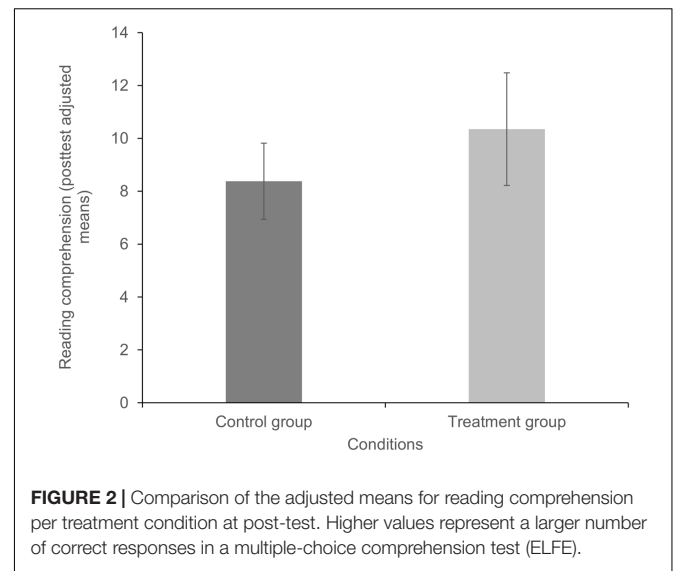 14
12
10
8
6
4
2
0
Reading comprehension (posttest adjusted
means)
Control group
Treatment group
Conditions
FIGURE 2 | Comparison of the adjusted means for reading comprehension
per treatment condition at post-test. Higher values represent a larger number
of correct responses in a multiple-choice comprehension test (ELFE).